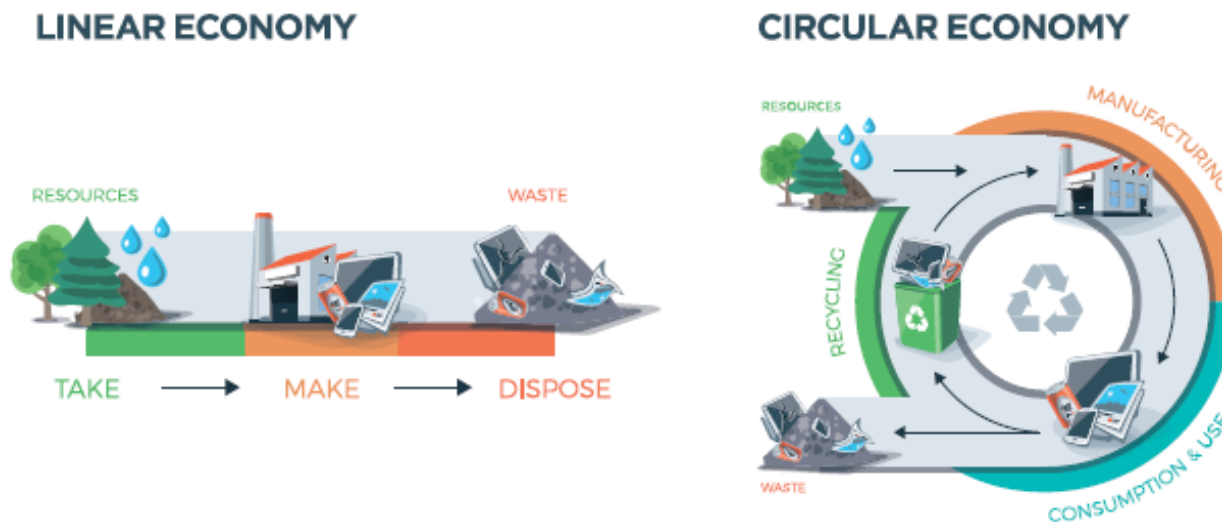 LINEAR ECONOMY
RESOURCES
WASTE
TAKE
MAKE
DISPOSE
CIRCULAR ECONOMY
RESOURCES
MANUFACTURING
RECYCLING
CONSUMPTION & USE
WASTE